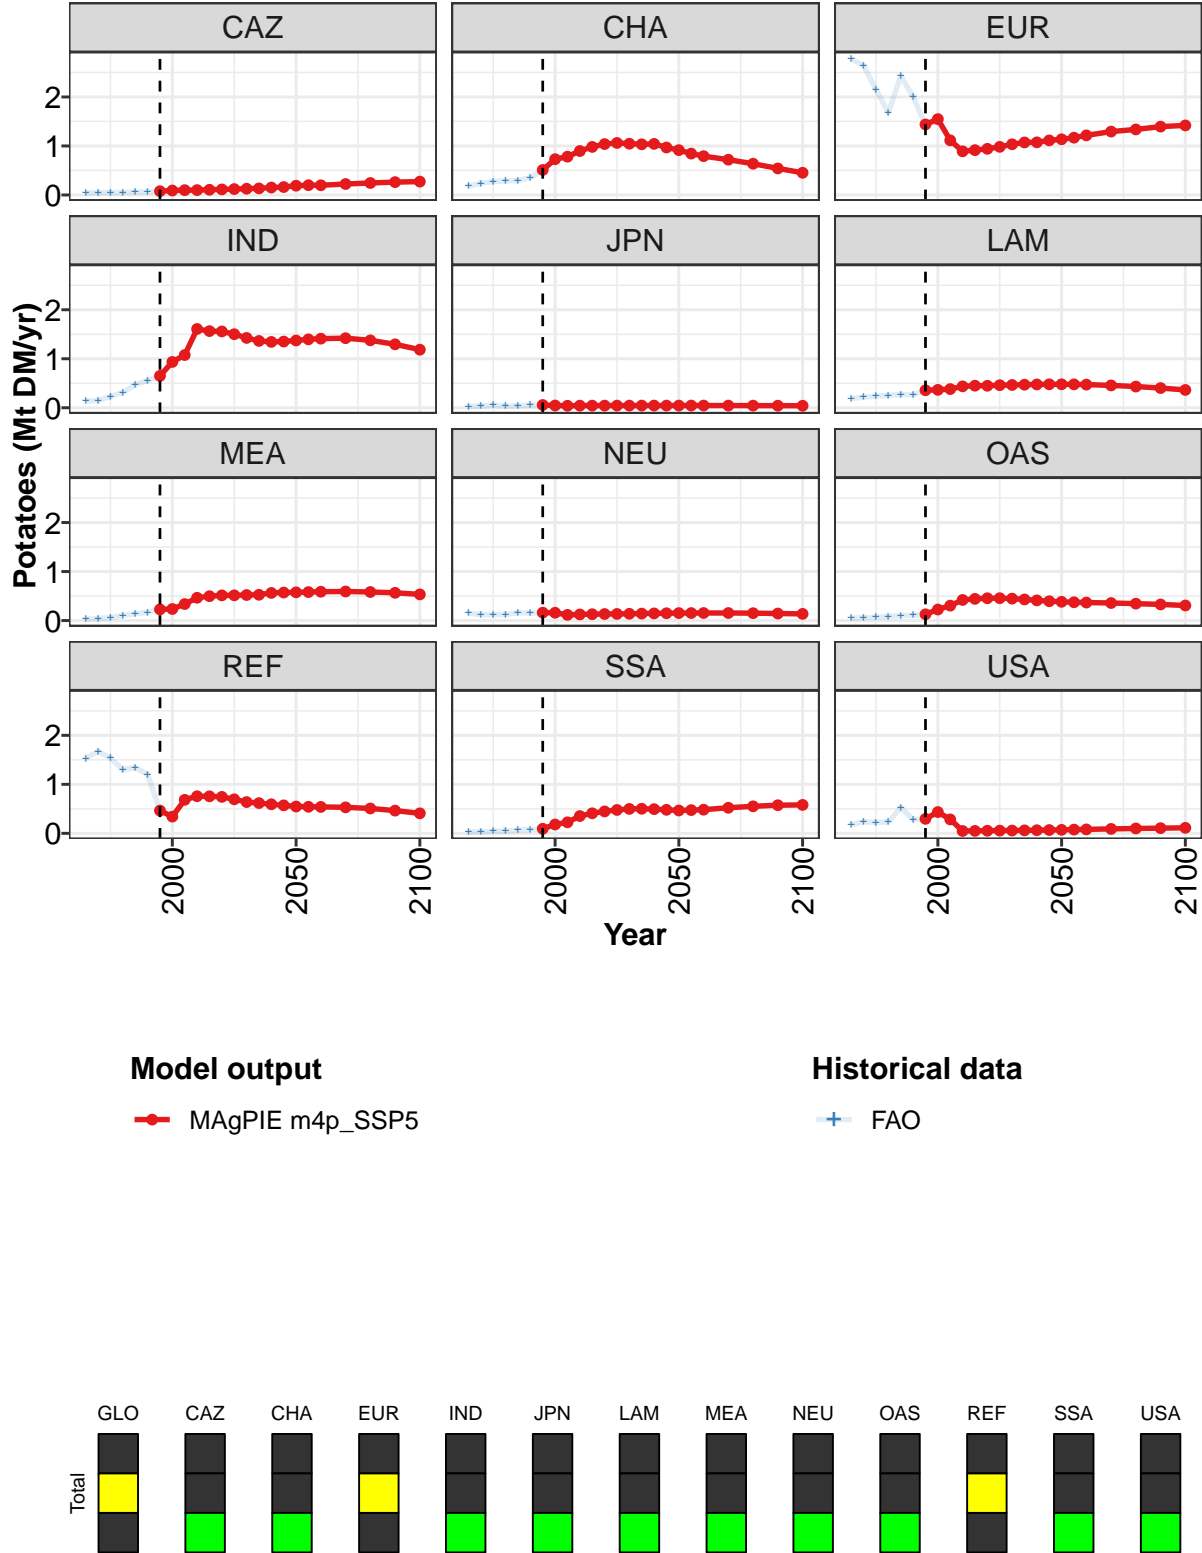 CAZ CHA EUR
2
1
0
IND JPN LAM
2
1
0
MEA NEU OAS
2
1
0
REF SSA USA
2
1
0
Potatoes (Mt DM/yr)
2000 2050 2100 2000 2050 2100 2000 2050 2100
Year
Model output Historical data
MAgPIE m4p_SSP5 FAO
GLO CAZ CHA EUR IND JPN LAM MEA NEU OAS REF SSA USA
Total